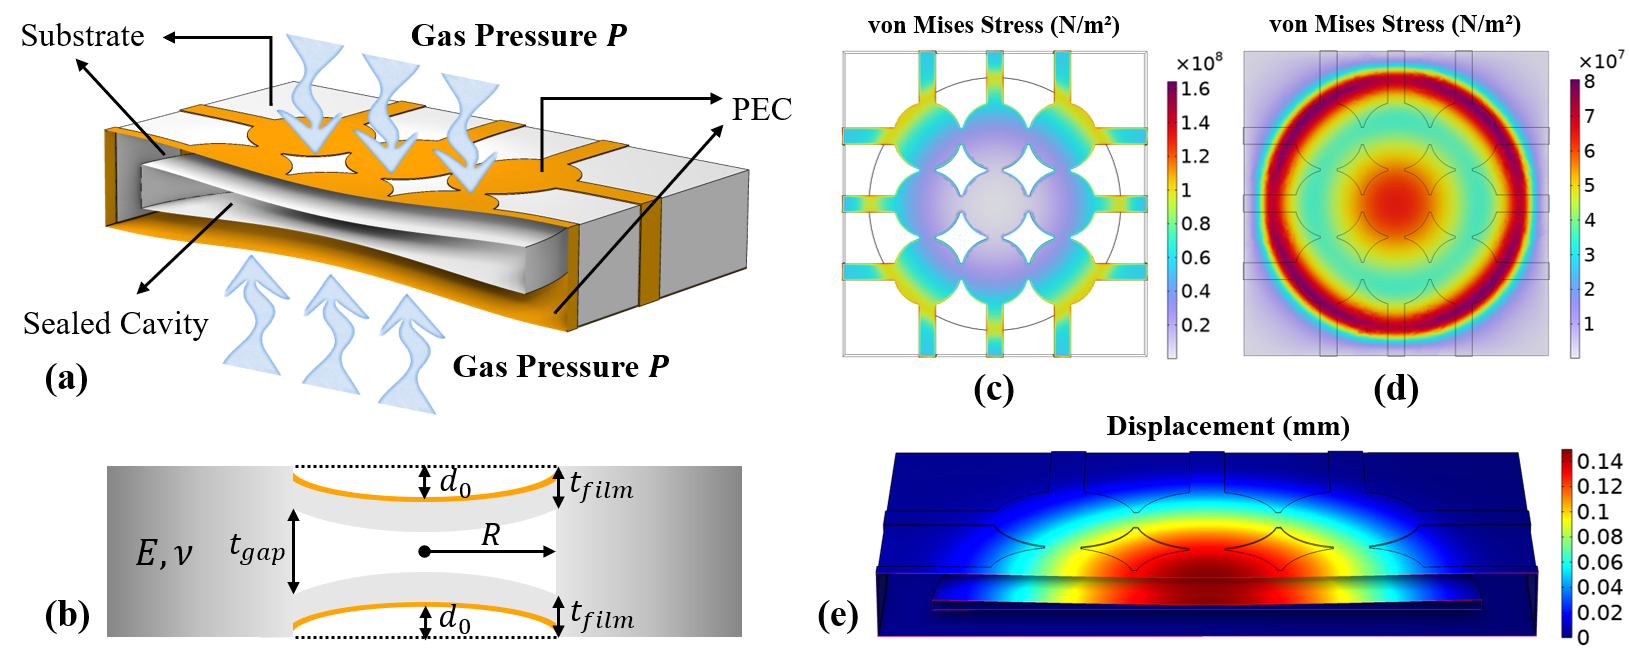 Substrate
Gas Pressure P
PEC
Sealed Cavity
Gas Pressure P
(a)
d₀
t_film
R
E, ν
t_gap
d₀
t_film
(b)
von Mises Stress (N/m²)
×10⁸
1.6
1.4
1.2
1
0.8
0.6
0.4
0.2
(c)
von Mises Stress (N/m²)
×10⁷
8
7
6
5
4
3
2
1
(d)
Displacement (mm)
0.14
0.12
0.1
0.08
0.06
0.04
0.02
0
(e)